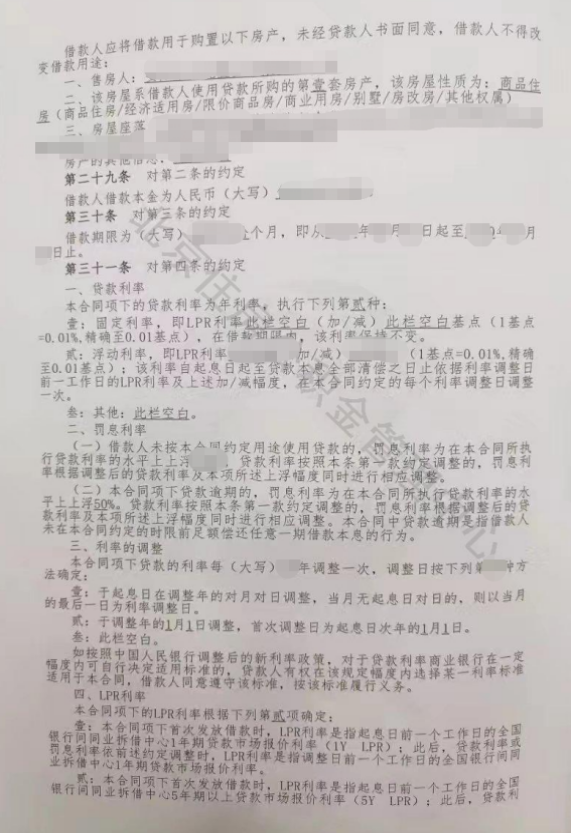 借款人应将借款用于购置以下房产，未经贷款人书面同意，借款人不得改
变借款用途：
一、售房人：
二、该房屋系借款人使用贷款所购的第壹套房产，该房屋性质为：商品住
房（商品住房/经济适用房/限价商品房/商业用房/别墅/房改房/其他权属）
三、房屋座落
房产的其他信息：
第二十九条 对第二条的约定
借款人借款本金为人民币（大写）
第三十条 对第三条的约定
借款期限为（大写） 个月，即从 年 月 日起至 年 月
日止。
第三十一条 对第四条的约定
一、贷款利率
本合同项下的贷款利率为年利率，执行下列第贰种：
壹：固定利率，即LPR利率此栏空白（加/减）此栏空白基点（1基点
=0.01%,精确至0.01基点），在借款期限内，该利率保持不变。
贰：浮动利率，即LPR利率 加/减） （1基点=0.01%,精确
至0.01基点）；该利率自起息日起至贷款本息全部清偿之日止依据利率调整日
前一工作日的LPR利率及上述加/减幅度，在本合同约定的每个利率调整日调整
一次。
叁：其他：此栏空白。
二、罚息利率
（一）借款人未按本合同约定用途使用贷款的，罚息利率为在本合同所执
行贷款利率的水平上上浮 ，贷款利率按照本条第一款约定调整的，罚息利
率根据调整后的贷款利率及本项所述上浮幅度同时进行相应调整。
（二）本合同项下贷款逾期的，罚息利率为在本合同所执行贷款利率的水
平上上浮50%。贷款利率按照本条第一款约定调整的，罚息利率根据调整后的贷
款利率及本项所述上浮幅度同时进行相应调整。本合同中贷款逾期是指借款人
未在本合同约定的时限前足额偿还任意一期借款本息的行为。
三、利率的调整
本合同项下贷款的利率每（大写） 年调整一次，调整日按下列第 种方
法确定：
壹：于起息日在调整年的对月对日调整，当月无起息日对日的，则以当月
的最后一日为利率调整日。
贰：于调整年的1月1日调整，首次调整日为起息日次年的1月1日。
叁：此栏空白。
如按照中国人民银行调整后的新利率政策，对于贷款利率商业银行在一定
幅度内可自行决定适用标准的，贷款人有权在该规定幅度内选择某一利率标准
适用于本合同，借款人同意遵守该标准，按该标准履行义务。
四、LPR利率
本合同项下的LPR利率根据下列第贰项确定：
壹：本合同项下首次发放借款时，LPR利率是指起息日前一个工作日的全国
银行间同业拆借中心1年期贷款市场报价利率（1Y LPR）；此后，贷款利率或
罚息利率依前述约定调整时，LPR利率是指调整日前一个工作日的全国银行间同
业拆借中心1年期贷款市场报价利率。
贰：本合同项下首次发放借款时，LPR利率是指起息日前一个工作日的全国
银行间同业拆借中心5年期以上贷款市场报价利率（5Y LPR）；此后，贷款利